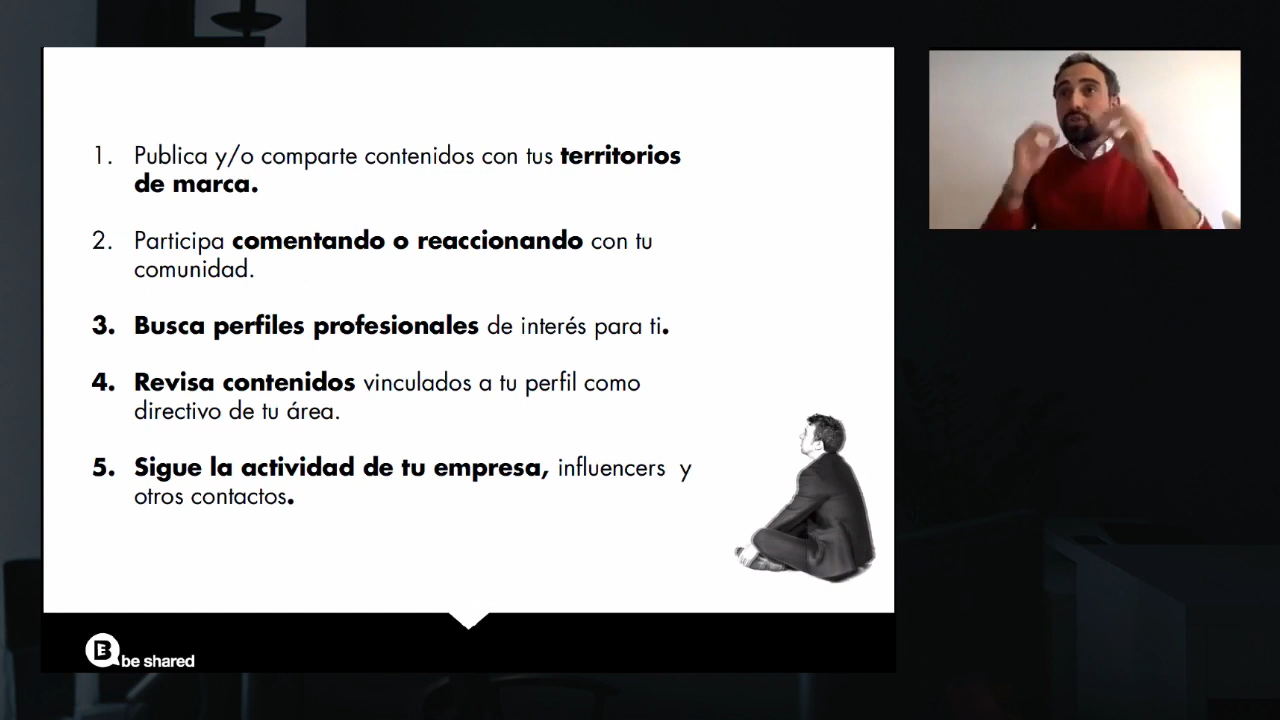 1. Publica y/o comparte contenidos con tus territorios
de marca.
2. Participa comentando o reaccionando con tu
comunidad.
3. Busca perfiles profesionales de interés para ti.
4. Revisa contenidos vinculados a tu perfil como
directivo de tu área.
5. Sigue la actividad de tu empresa, influencers y
otros contactos.
B be shared